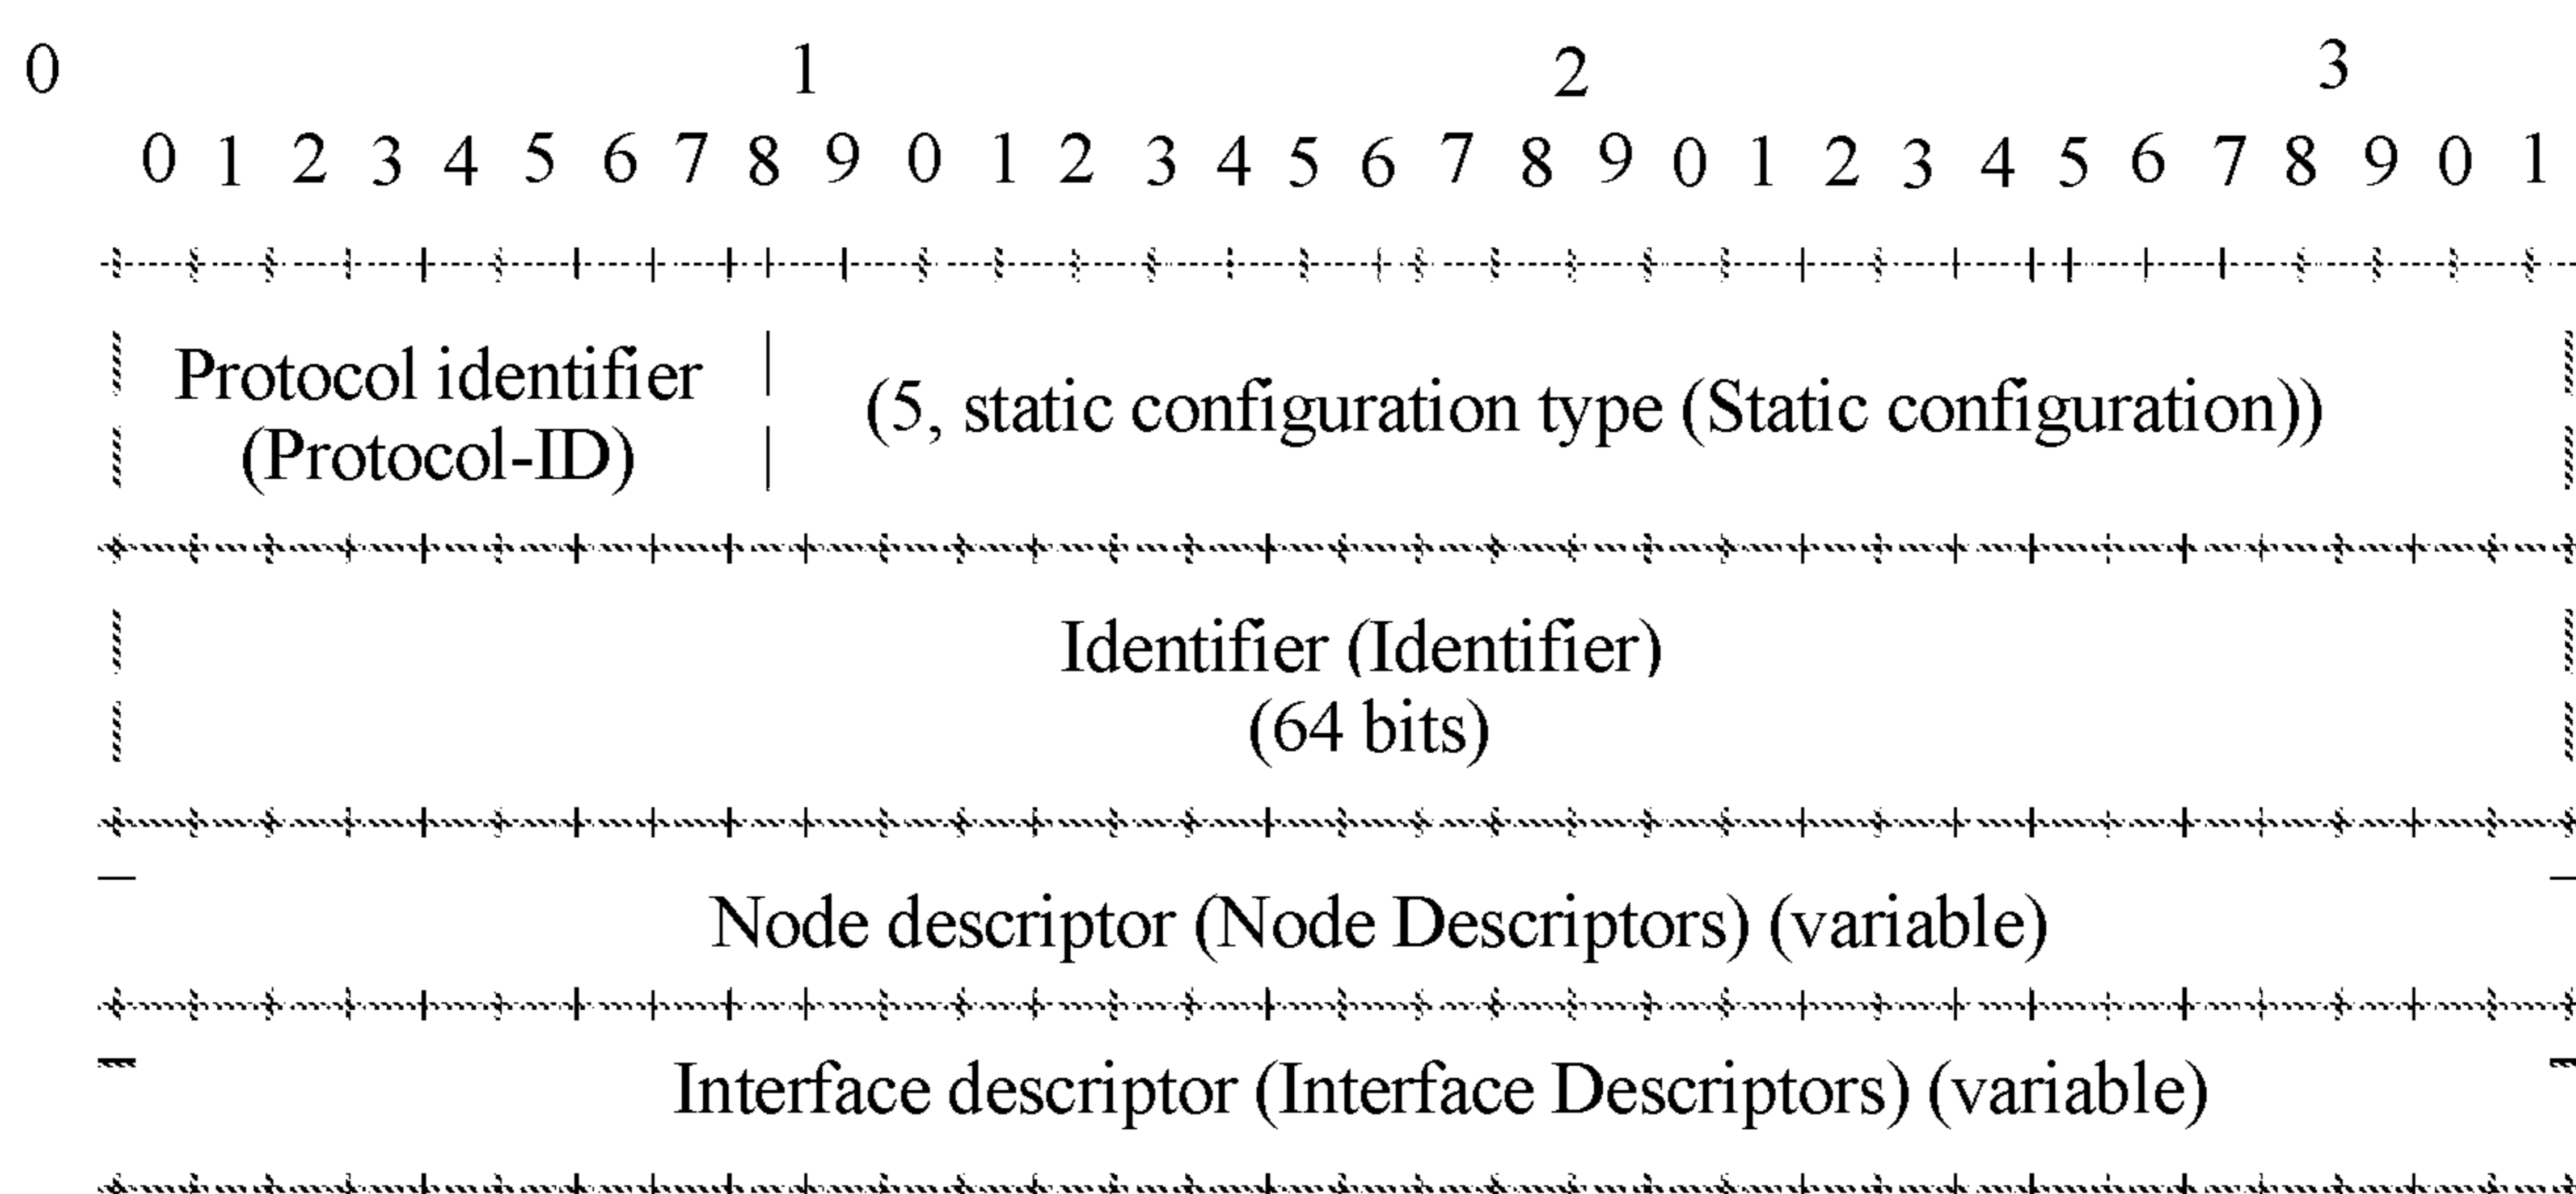 0 1 2 3
0 1 2 3 4 5 6 7 8 9 0 1 2 3 4 5 6 7 8 9 0 1 2 3 4 5 6 7 8 9 0 1
Protocol identifier
(Protocol-ID)
(5, static configuration type (Static configuration))
Identifier (Identifier)
(64 bits)
Node descriptor (Node Descriptors) (variable)
Interface descriptor (Interface Descriptors) (variable)